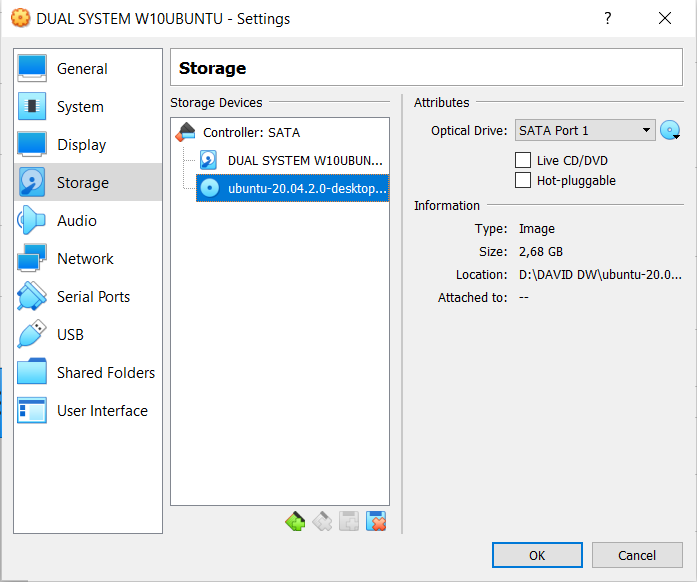 DUAL SYSTEM W10UBUNTU - Settings
?
General
System
Display
Storage
Audio
Network
Serial Ports
USB
Shared Folders
User Interface
Storage
Storage Devices
Controller: SATA
DUAL SYSTEM W10UBUN...
ubuntu-20.04.2.0-desktop...
Attributes
Optical Drive: SATA Port 1
Live CD/DVD
Hot-pluggable
Information
Type: Image
Size: 2,68 GB
Location: D:\DAVID DW\ubuntu-20.0...
Attached to: --
OK Cancel